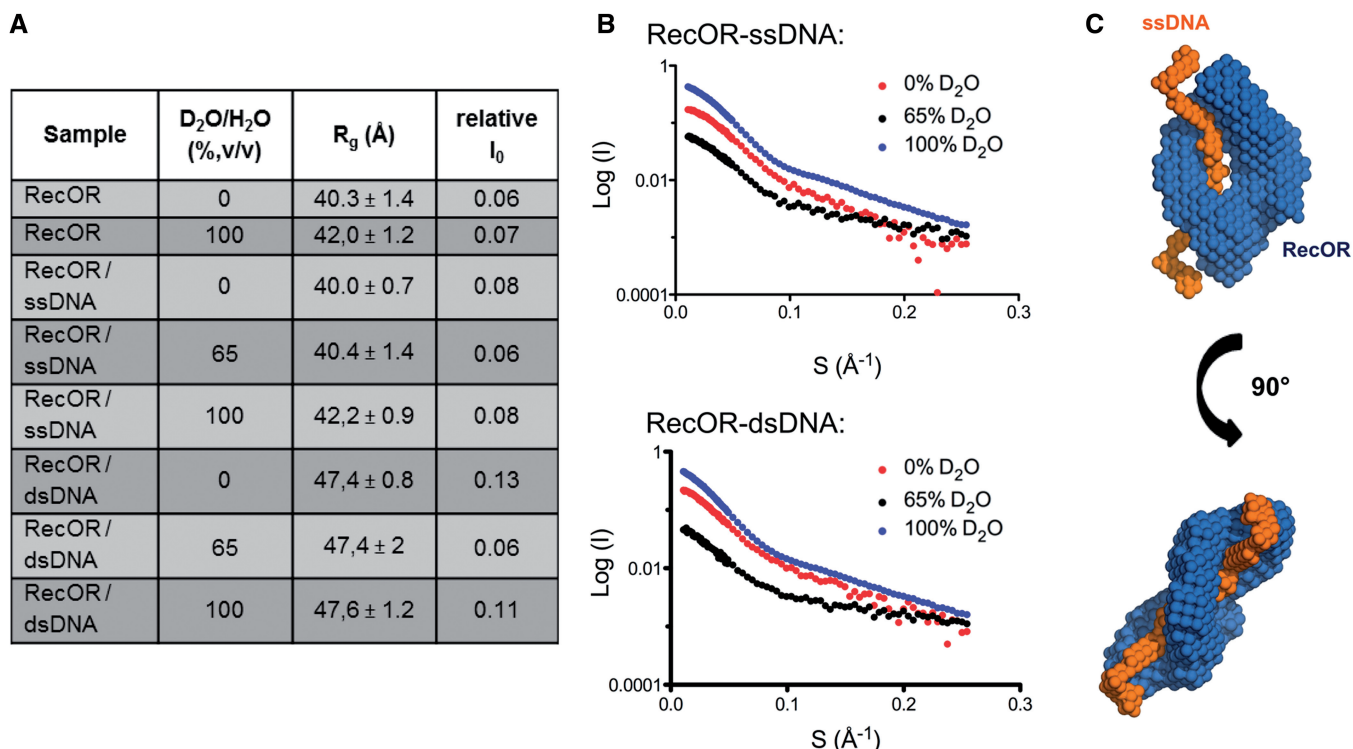 A
Sample D2O/H2O (%,v/v) Rg (Å) relative I0
RecOR 0 40.3 ± 1.4 0.06
RecOR 100 42,0 ± 1.2 0.07
RecOR / ssDNA 0 40.0 ± 0.7 0.08
RecOR / ssDNA 65 40.4 ± 1.4 0.06
RecOR / ssDNA 100 42,2 ± 0.9 0.08
RecOR / dsDNA 0 47,4 ± 0.8 0.13
RecOR / dsDNA 65 47,4 ± 2 0.06
RecOR / dsDNA 100 47,6 ± 1.2 0.11
B
RecOR-ssDNA:
0% D2O
65% D2O
100% D2O
Log (I)
1
0.01
0.0001
0.0 0.1 0.2 0.3
S (Å-1)
RecOR-dsDNA:
0% D2O
65% D2O
100% D2O
Log (I)
1
0.01
0.0001
0.0 0.1 0.2 0.3
S (Å-1)
C
ssDNA
RecOR
90°